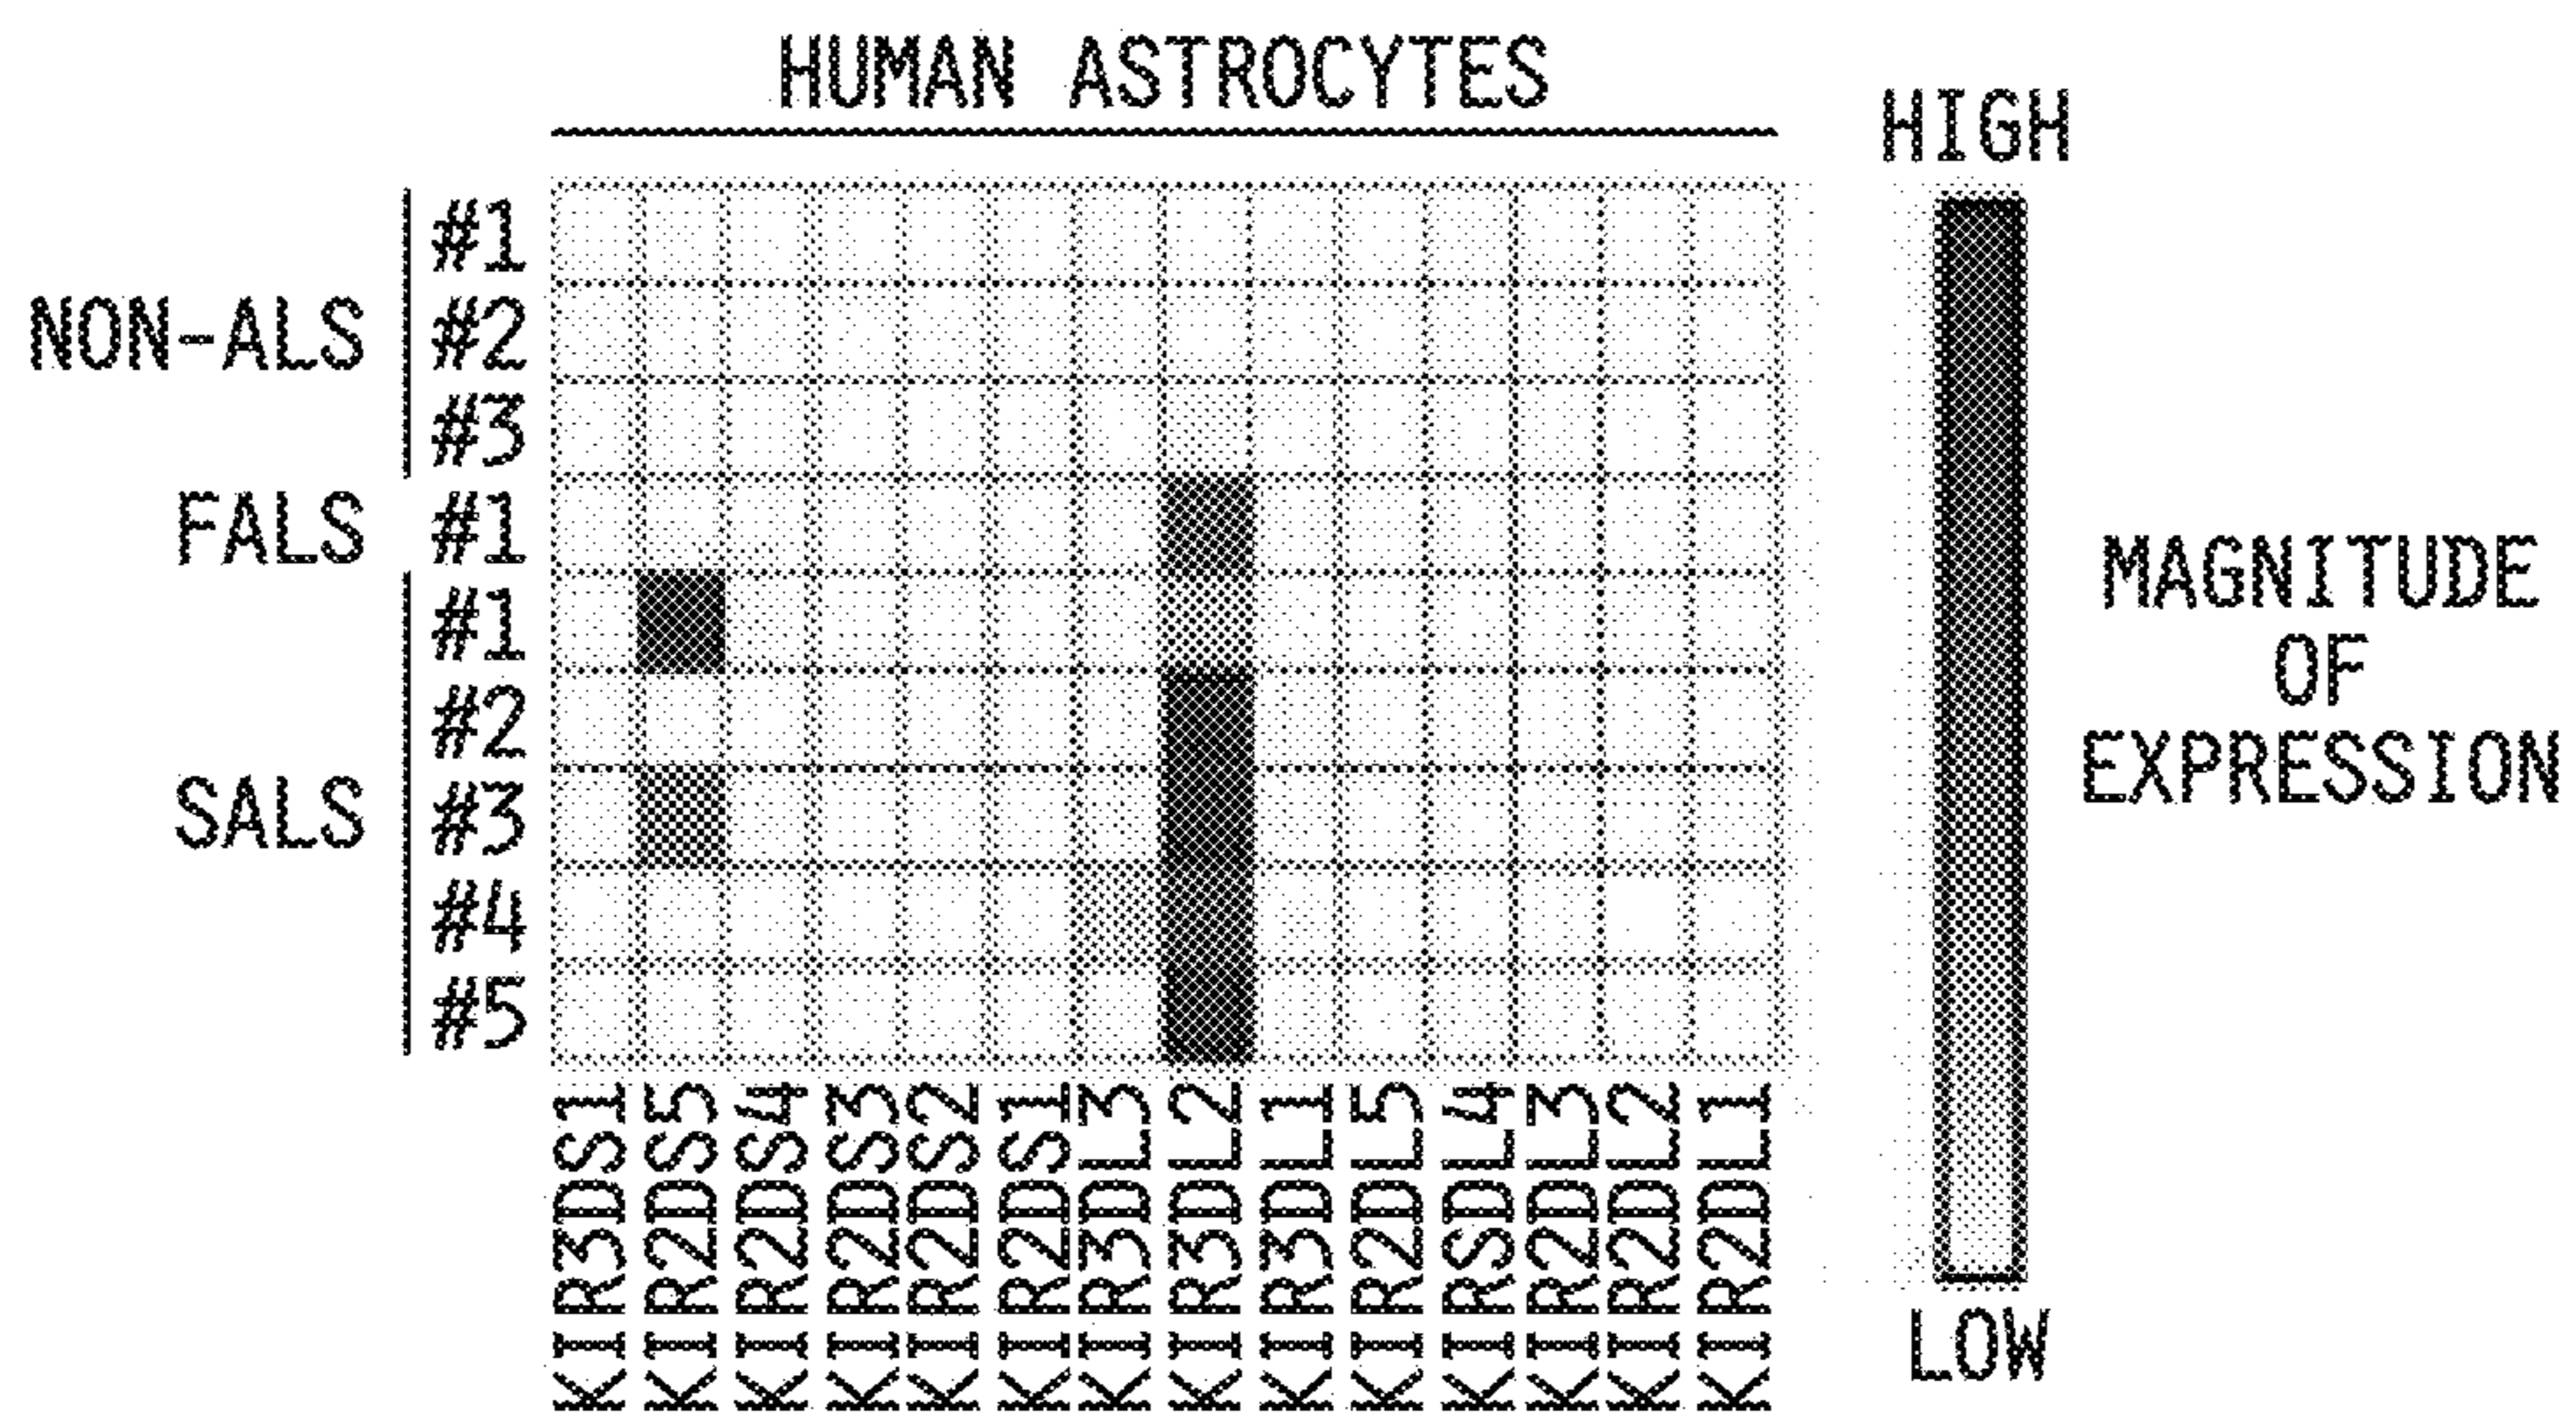 HUMAN ASTROCYTES
HIGH
NON-ALS
#1
#2
#3
FALS
#1
SALS
#1
#2
#3
#4
#5
MAGNITUDE
OF
EXPRESSION
LOW
KIR3DS1
KIR2DS5
KIR2DS4
KIR2DS3
KIR2DS2
KIR2DS1
KIR3DL3
KIR3DL2
KIR3DL1
KIR2DL5
KIRSDL4
KIR2DL3
KIR2DL2
KIR2DL1